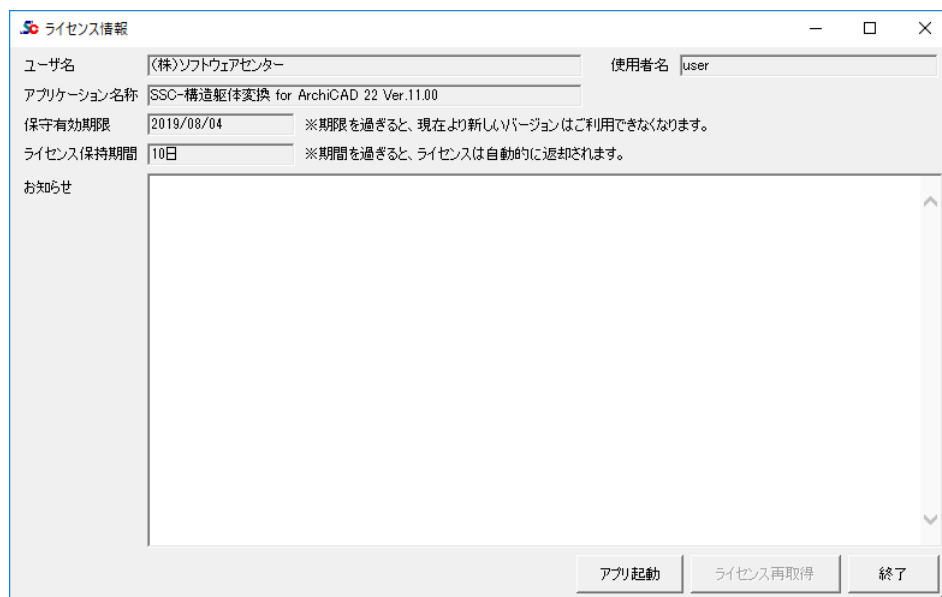 Sc ライセンス情報
ユーザ名 (株)ソフトウェアセンター 使用者名 user
アプリケーション名称 SSC-構造躯体変換 for ArchiCAD 22 Ver.11.00
保守有効期限 2019/08/04 ※期限を過ぎると、現在より新しいバージョンはご利用できなくなります。
ライセンス保持期間 10日 ※期間を過ぎると、ライセンスは自動的に返却されます。
お知らせ
アプリ起動 ライセンス再取得 終了